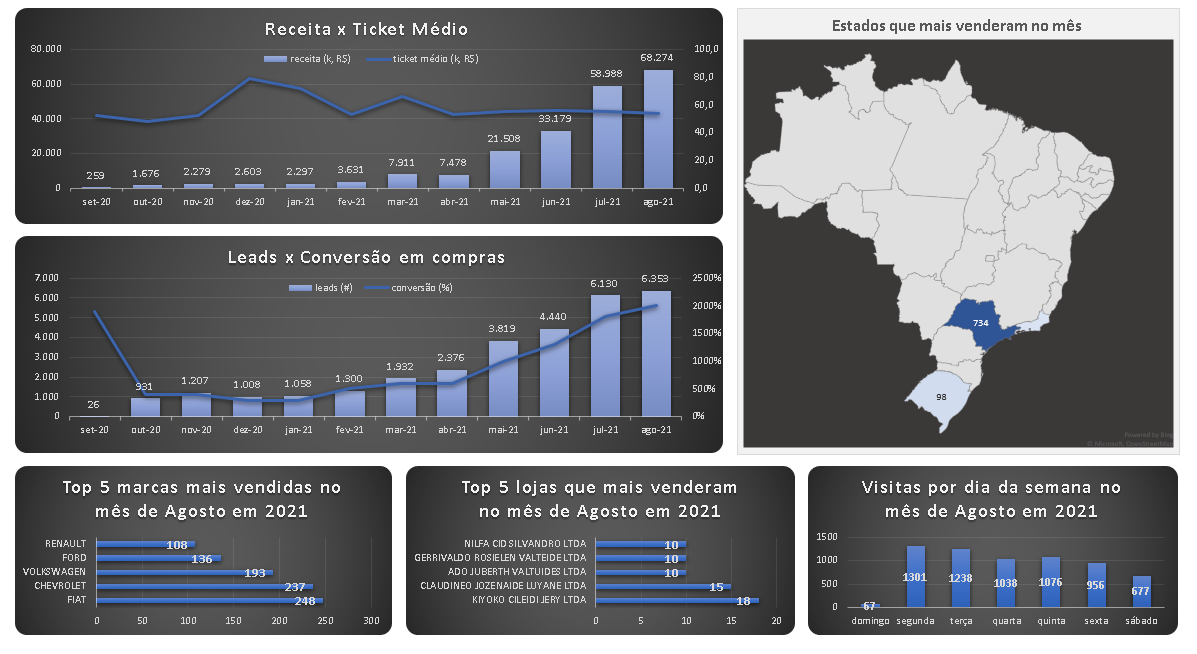 Receita x Ticket Médio
receita (k, R$) ticket médio (k, R$)
80.000 60.000 40.000 20.000 0
100,0 80,0 60,0 40,0 20,0 0,0
259 1.676 2.279 2.603 2.297 3.631 7.911 7.478 21.508 33.179 58.988 68.274
set-20 out-20 nov-20 dez-20 jan-21 fev-21 mar-21 abr-21 mai-21 jun-21 jul-21 ago-21
Leads x Conversão em compras
leads (#) conversão (%)
7.000 6.000 5.000 4.000 3.000 2.000 1.000 0
2500% 2000% 1500% 1000% 500% 0%
26 931 1.207 1.008 1.058 1.300 1.932 2.376 3.819 4.440 6.130 6.353
set-20 out-20 nov-20 dez-20 jan-21 fev-21 mar-21 abr-21 mai-21 jun-21 jul-21 ago-21
Estados que mais venderam no mês
734
98
Powered by Bing
© Microsoft, OpenStreetMap
Top 5 marcas mais vendidas no
mês de Agosto em 2021
RENAULT 108
FORD 136
VOLKSWAGEN 193
CHEVROLET 237
FIAT 248
0 50 100 150 200 250 300
Top 5 lojas que mais venderam
no mês de Agosto em 2021
NILFA CID SILVANDRO LTDA 10
GERRIVALDO ROSIELEN VALTEIDE LTDA 10
ADO JUBERTH VALTUIDES LTDA 10
CLAUDINEO JOZENAIDE LUYANE LTDA 15
KIYOKO CILEIDI JERY LTDA 18
0 5 10 15 20
Visitas por dia da semana no
mês de Agosto em 2021
1500 1000 500 0
67 1301 1238 1038 1076 956 677
domingo segunda terça quarta quinta sexta sábado